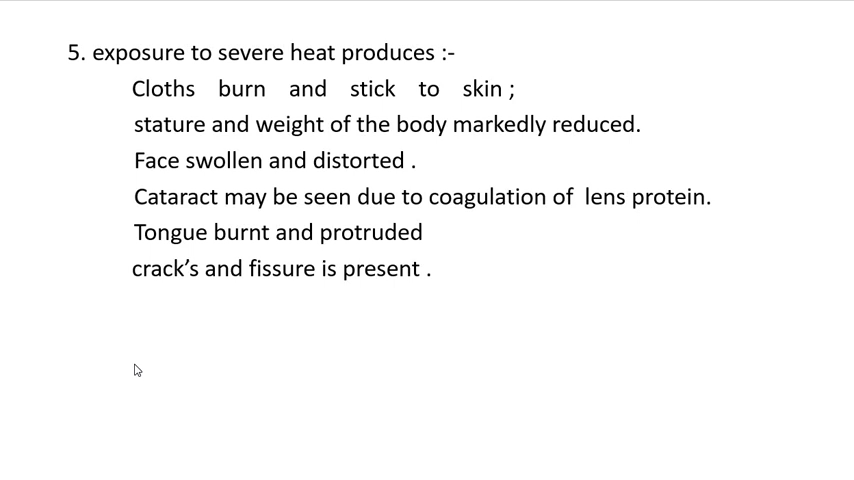 5. exposure to severe heat produces :-
Cloths burn and stick to skin ;
stature and weight of the body markedly reduced.
Face swollen and distorted .
Cataract may be seen due to coagulation of lens protein.
Tongue burnt and protruded
crack’s and fissure is present .